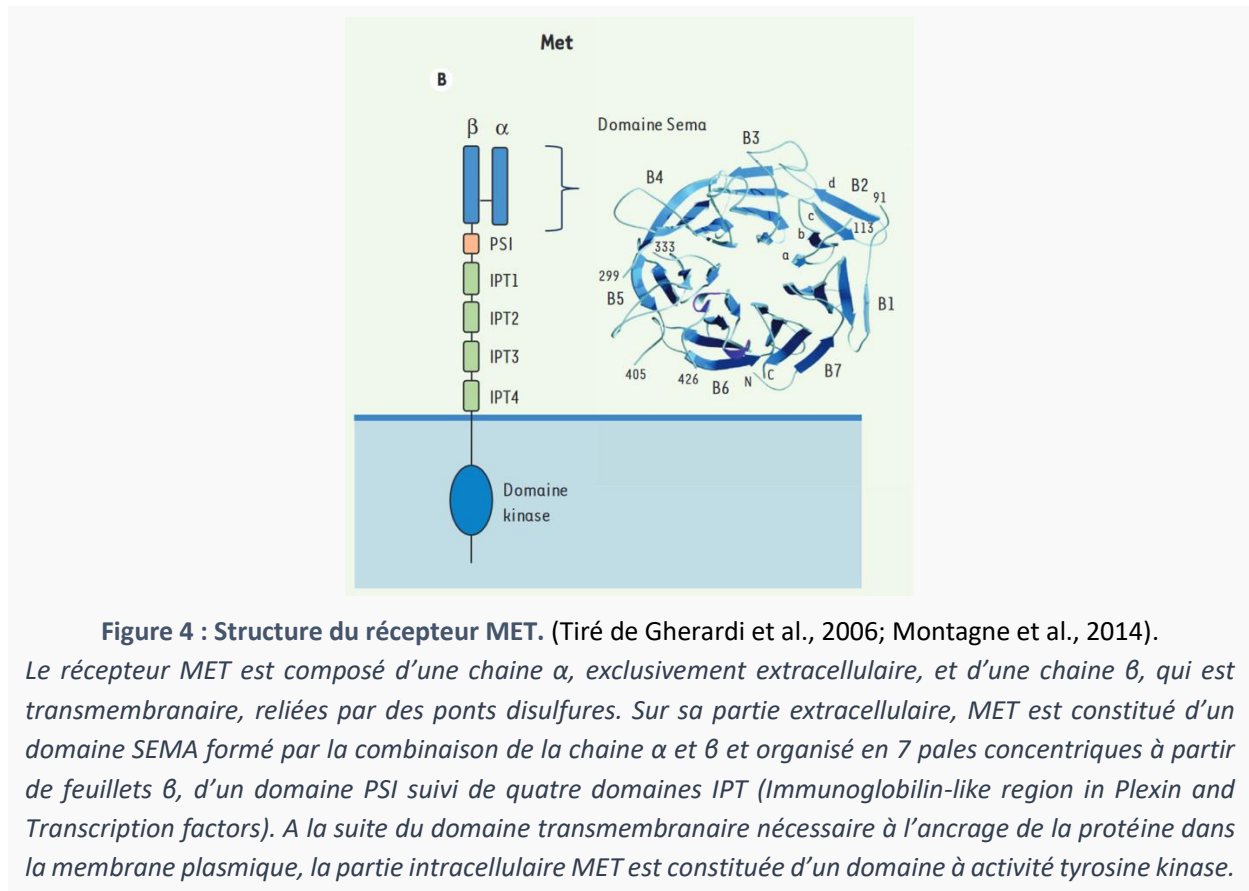 Met
B
β α
Domaine Sema
B3
B4
d B2
91
c
b
113
a
333
299
B5
B1
405
426
B6
N
C
B7
PSI
IPT1
IPT2
IPT3
IPT4
Domaine
kinase
Figure 4 : Structure du récepteur MET. (Tiré de Gherardi et al., 2006; Montagne et al., 2014).
Le récepteur MET est composé d’une chaine α, exclusivement extracellulaire, et d’une chaine β, qui est
transmembranaire, reliées par des ponts disulfures. Sur sa partie extracellulaire, MET est constitué d’un
domaine SEMA formé par la combinaison de la chaine α et β et organisé en 7 pales concentriques à partir
de feuillets β, d’un domaine PSI suivi de quatre domaines IPT (Immunoglobilin-like region in Plexin and
Transcription factors). A la suite du domaine transmembranaire nécessaire à l’ancrage de la protéine dans
la membrane plasmique, la partie intracellulaire MET est constituée d’un domaine à activité tyrosine kinase.